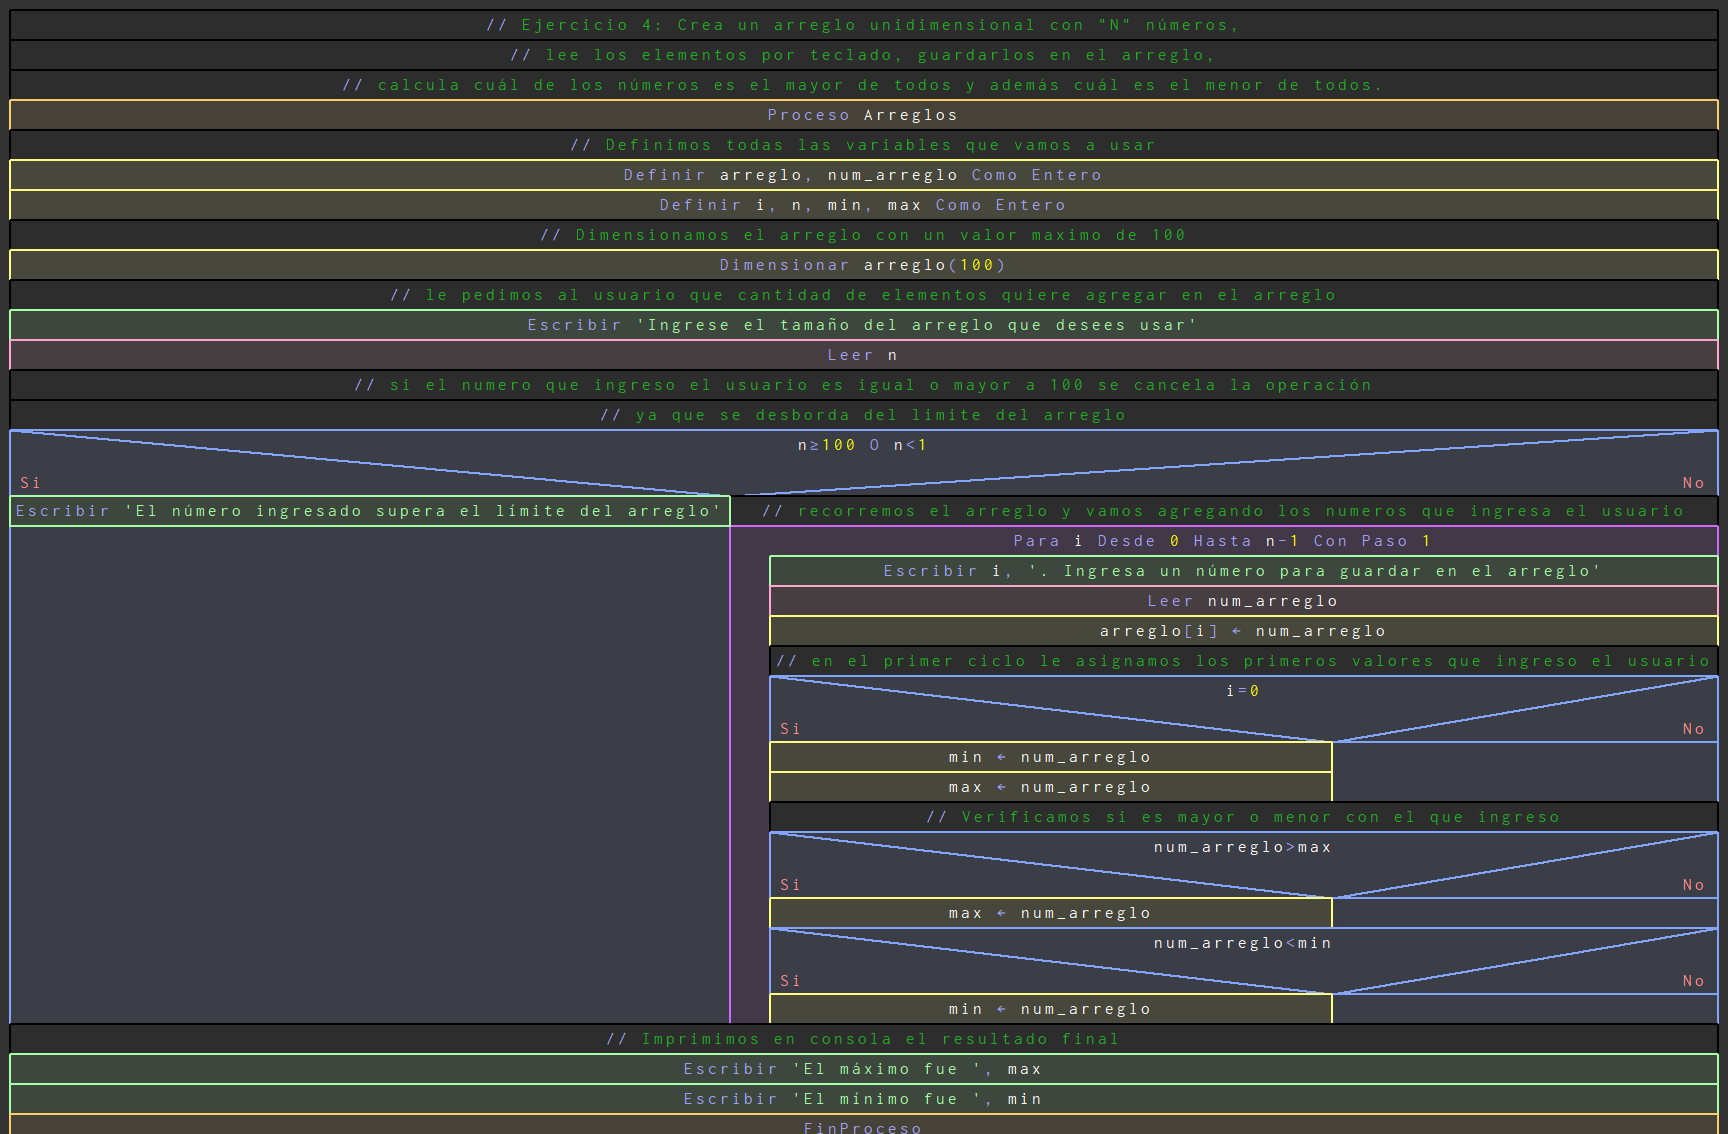 // Ejercicio 4: Crea un arreglo unidimensional con "N" números,
// lee los elementos por teclado, guardarlos en el arreglo,
// calcula cuál de los números es el mayor de todos y además cuál es el menor de todos.
Proceso Arreglos
// Definimos todas las variables que vamos a usar
Definir arreglo, num_arreglo Como Entero
Definir i, n, min, max Como Entero
// Dimensionamos el arreglo con un valor maximo de 100
Dimensionar arreglo(100)
// le pedimos al usuario que cantidad de elementos quiere agregar en el arreglo
Escribir 'Ingrese el tamaño del arreglo que desees usar'
Leer n
// si el numero que ingreso el usuario es igual o mayor a 100 se cancela la operación
// ya que se desborda del limite del arreglo
n≥100 O n<1
Si No
Escribir 'El número ingresado supera el límite del arreglo'
// recorremos el arreglo y vamos agregando los numeros que ingresa el usuario
Para i Desde 0 Hasta n-1 Con Paso 1
Escribir i, '. Ingresa un número para guardar en el arreglo'
Leer num_arreglo
arreglo[i] ← num_arreglo
// en el primer ciclo le asignamos los primeros valores que ingreso el usuario
i=0
Si No
min ← num_arreglo
max ← num_arreglo
// Verificamos si es mayor o menor con el que ingreso
num_arreglo>max
Si No
max ← num_arreglo
num_arreglo<min
Si No
min ← num_arreglo
// Imprimimos en consola el resultado final
Escribir 'El máximo fue ', max
Escribir 'El mínimo fue ', min
FinProceso